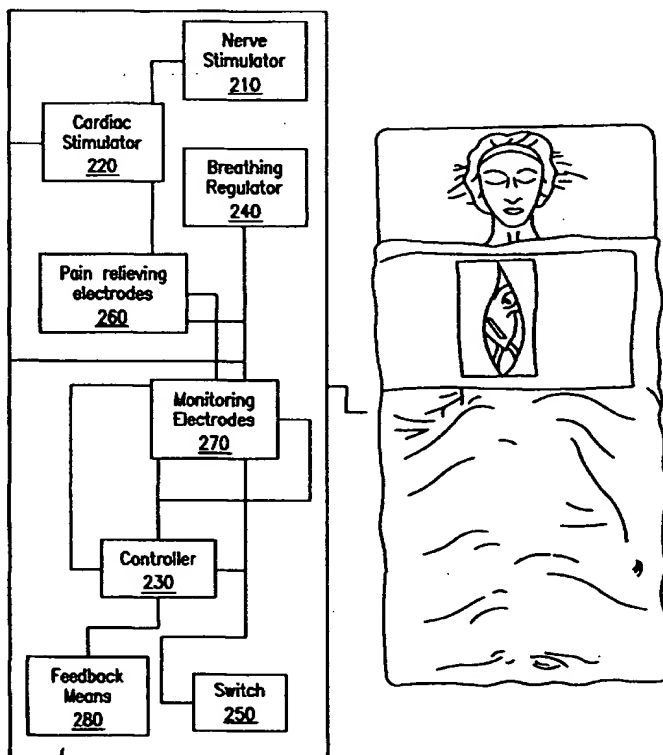 Nerve
Stimulator
210
Cardiac
Stimulator
220
Breathing
Regulator
240
Pain relieving
electrodes
260
Monitoring
Electrodes
270
Controller
230
Feedback
Means
280
Switch
250